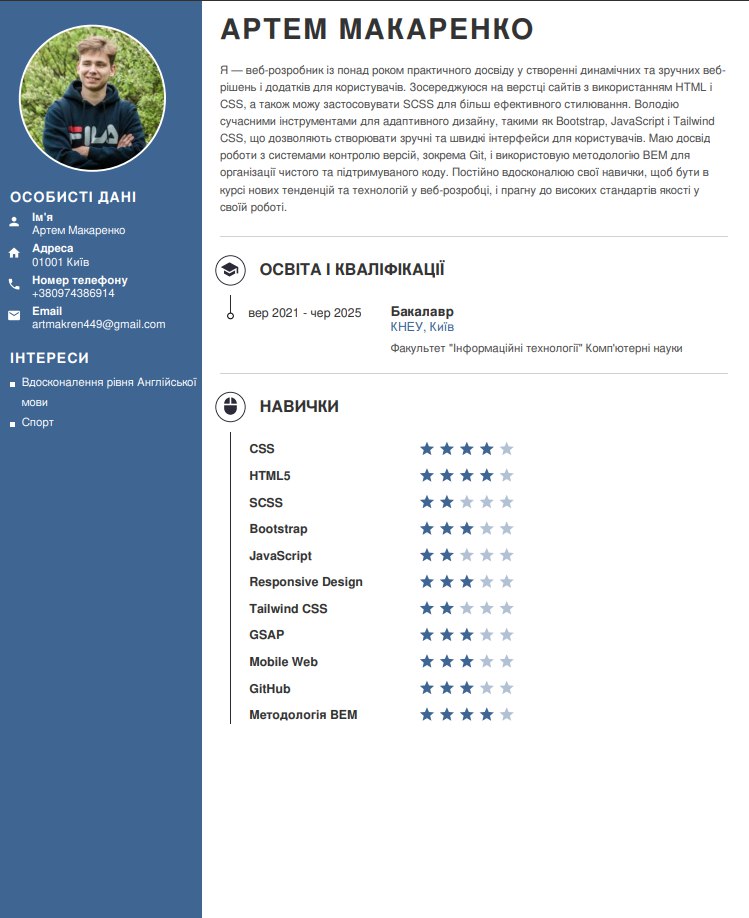 FILA
ОСОБИСТІ ДАНІ
Ім'я
Артем Макаренко
Адреса
01001 Київ
Номер телефону
+380974386914
Email
artmakren449@gmail.com
ІНТЕРЕСИ
Вдосконалення рівня Англійської
мови
Спорт
АРТЕМ МАКАРЕНКО
Я — веб-розробник із понад роком практичного досвіду у створенні динамічних та зручних веб-
рішень і додатків для користувачів. Зосереджуюся на верстці сайтів з використанням HTML і
CSS, а також можу застосовувати SCSS для більш ефективного стилювання. Володію
сучасними інструментами для адаптивного дизайну, такими як Bootstrap, JavaScript і Tailwind
CSS, що дозволяють створювати зручні та швидкі інтерфейси для користувачів. Маю досвід
роботи з системами контролю версій, зокрема Git, і використовую методологію BEM для
організації чистого та підтримуваного коду. Постійно вдосконалюю свої навички, щоб бути в
курсі нових тенденцій та технологій у веб-розробці, і прагну до високих стандартів якості у
своїй роботі.
ОСВІТА І КВАЛІФІКАЦІЇ
вер 2021 - чер 2025
Бакалавр
КНЕУ, Київ
Факультет "Інформаційні технології" Комп'ютерні науки
НАВИЧКИ
CSS
HTML5
SCSS
Bootstrap
JavaScript
Responsive Design
Tailwind CSS
GSAP
Mobile Web
GitHub
Методологія BEM